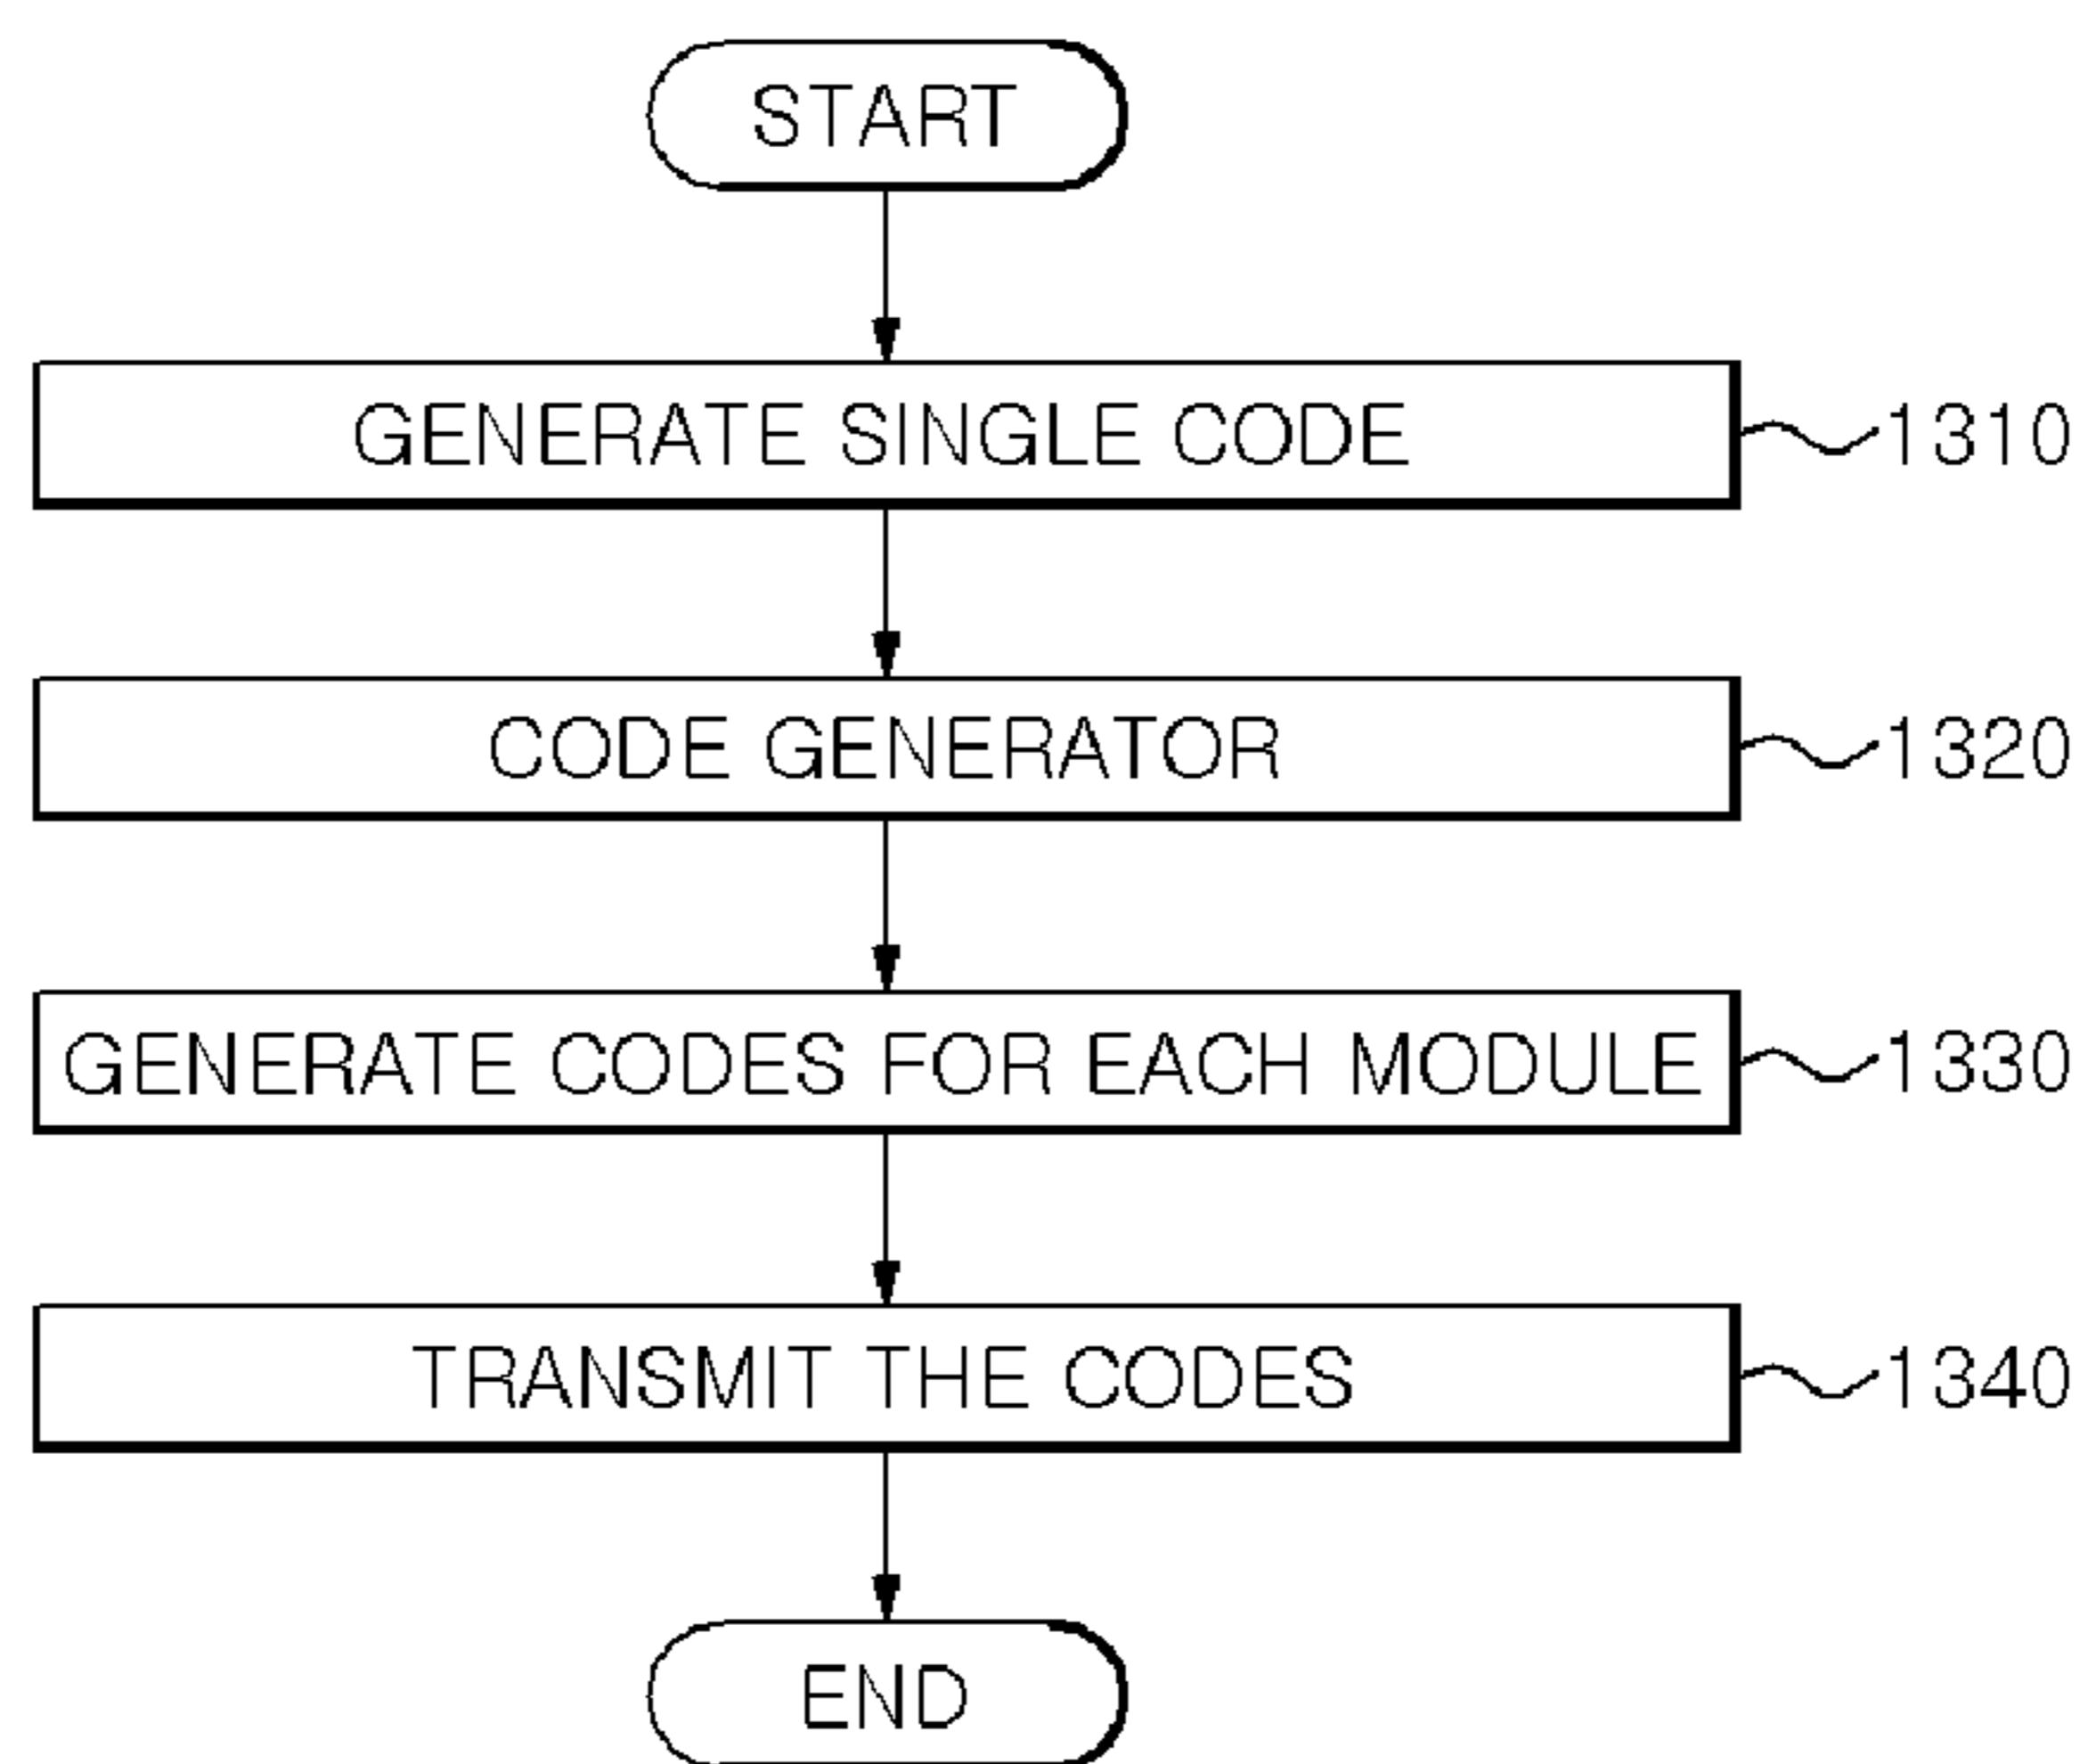 START
GENERATE SINGLE CODE 1310
CODE GENERATOR 1320
GENERATE CODES FOR EACH MODULE 1330
TRANSMIT THE CODES 1340
END